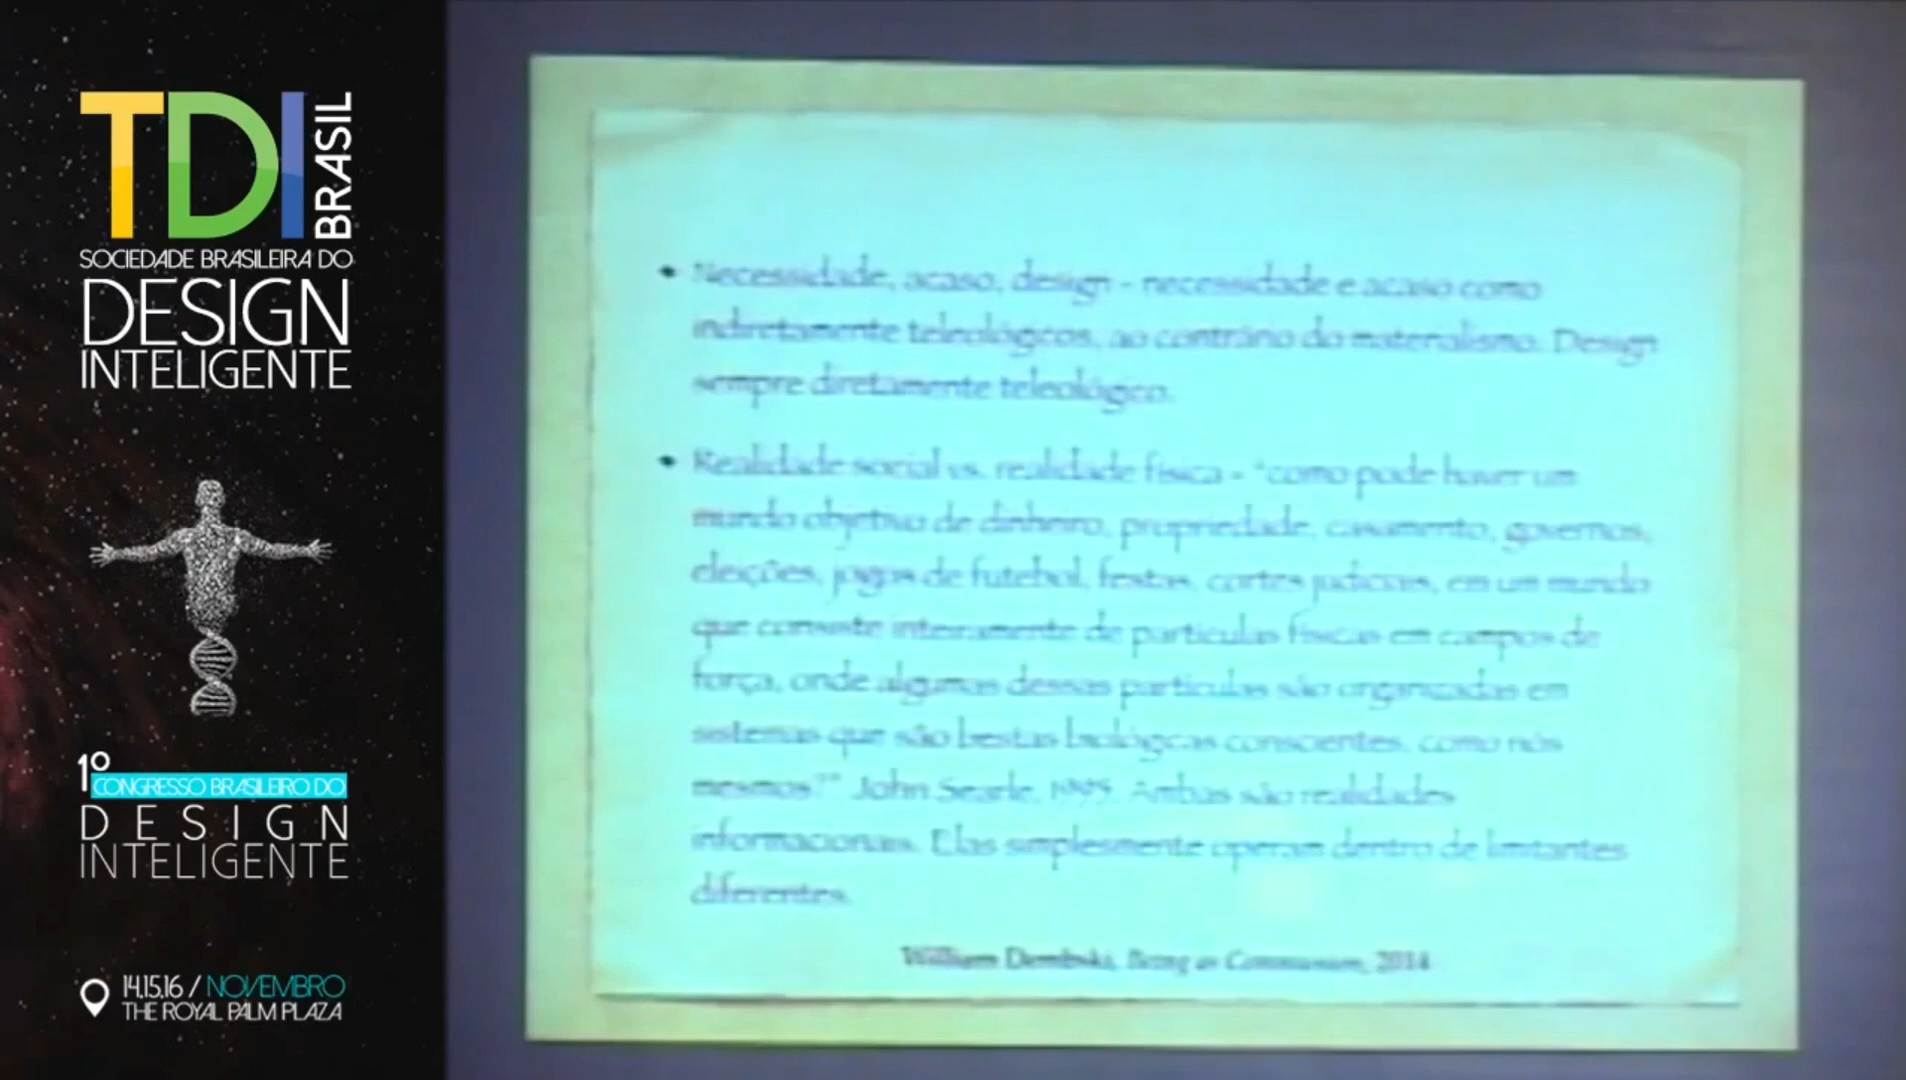 TDI BRASIL
SOCIEDADE BRASILEIRA DO
DESIGN
INTELIGENTE
1º CONGRESSO BRASILEIRO DO
DESIGN
INTELIGENTE
14.15.16 / NOVEMBRO
THE ROYAL PALM PLAZA
• Necessidade, acaso, design - necessidade e acaso como
indiretamente teleológicos, ao contrário do materialismo. Design
sempre diretamente teleológico.
• Realidade social vs. realidade física - "como pode haver um
mundo objetivo de dinheiro, propriedade, casamento, governos,
eleições, jogos de futebol, festas, cortes judiciais, em um mundo
que consiste inteiramente de partículas físicas em campos de
força, onde algumas dessas partículas são organizadas em
sistemas que são bestas biológicas conscientes, como nós
mesmos?" John Searle, 1995. Ambas são realidades
informacionais. Elas simplesmente operam dentro de limitantes
diferentes.
William Dembski, Being as Communion, 2014